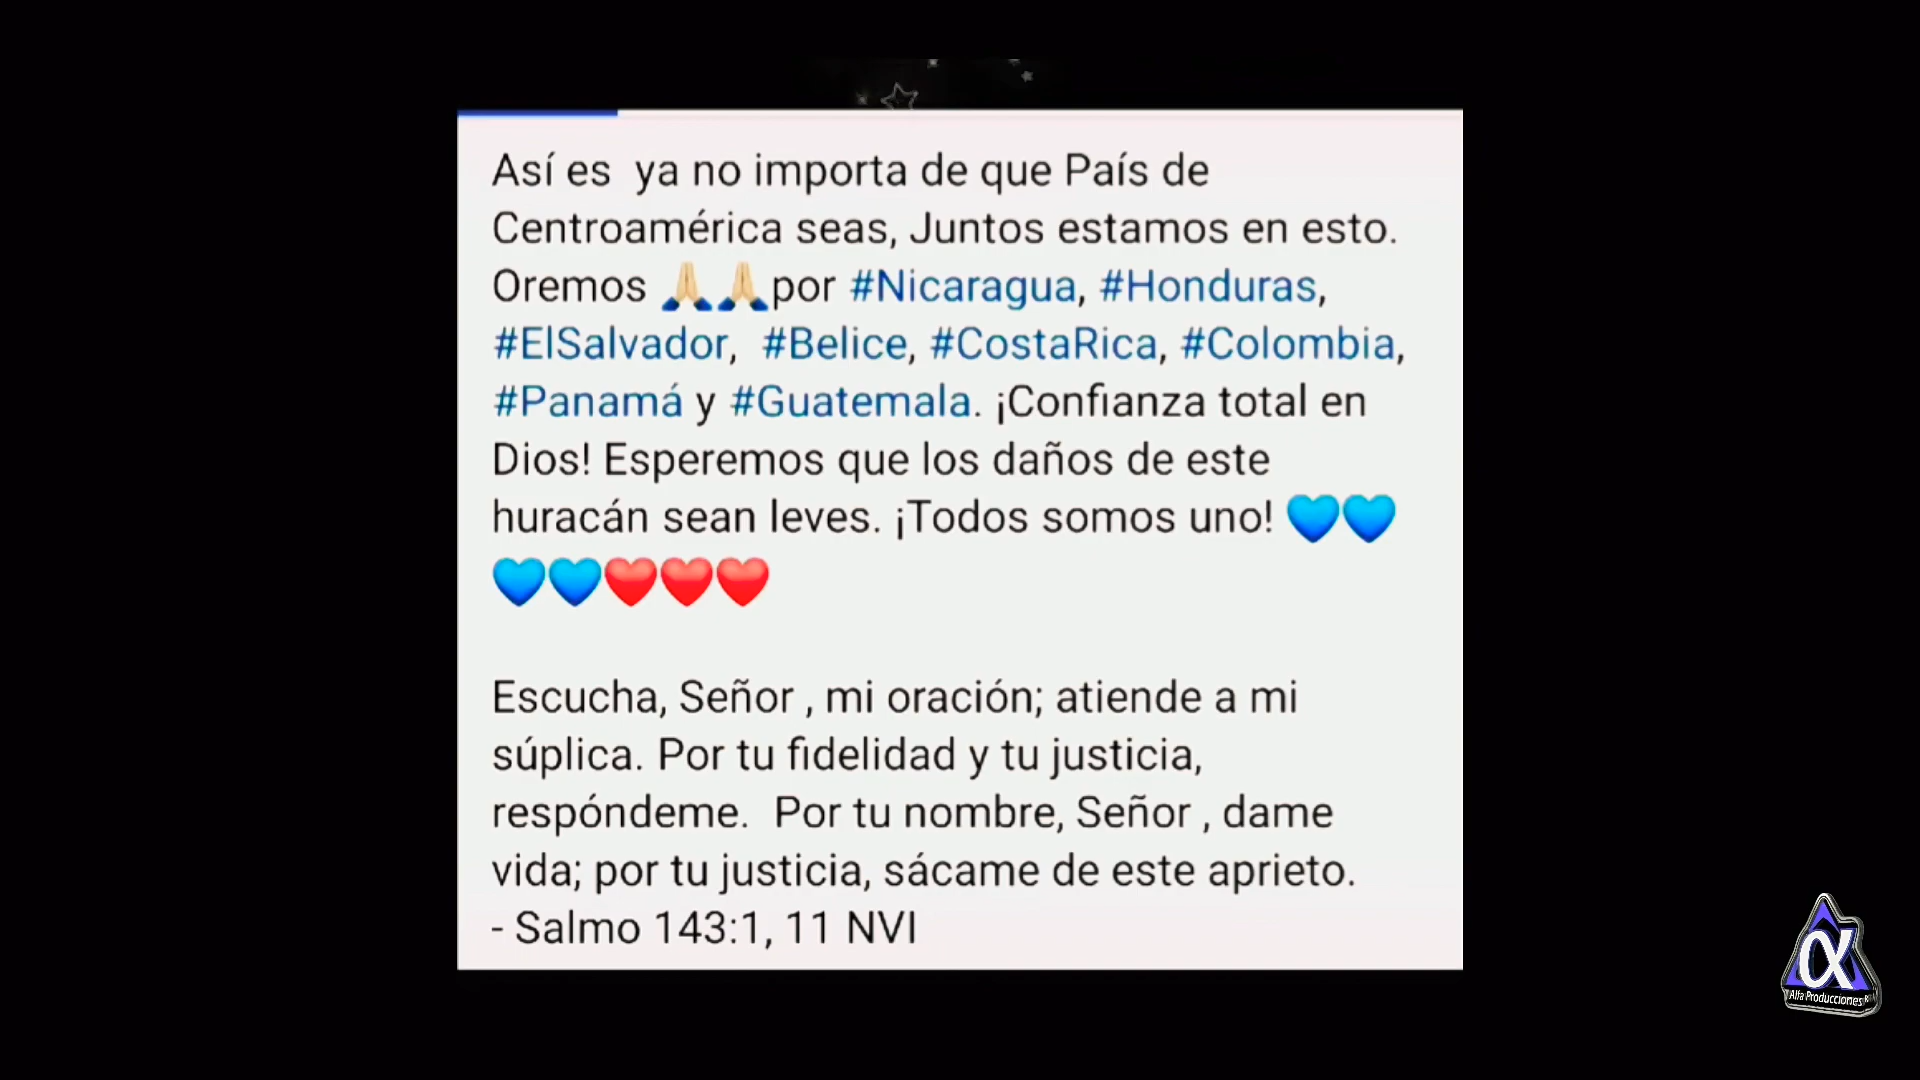 Así es  ya no importa de que País de
Centroamérica seas, Juntos estamos en esto.
Oremos 🙏🏼🙏🏼por #Nicaragua, #Honduras,
#ElSalvador,  #Belice, #CostaRica, #Colombia,
#Panamá y #Guatemala. ¡Confianza total en
Dios! Esperemos que los daños de este
huracán sean leves. ¡Todos somos uno! 💙💙
💙💙❤️❤️❤️
Escucha, Señor , mi oración; atiende a mi
súplica. Por tu fidelidad y tu justicia,
respóndeme.  Por tu nombre, Señor , dame
vida; por tu justicia, sácame de este aprieto.
- Salmo 143:1, 11 NVI
α
Alfa Producciones